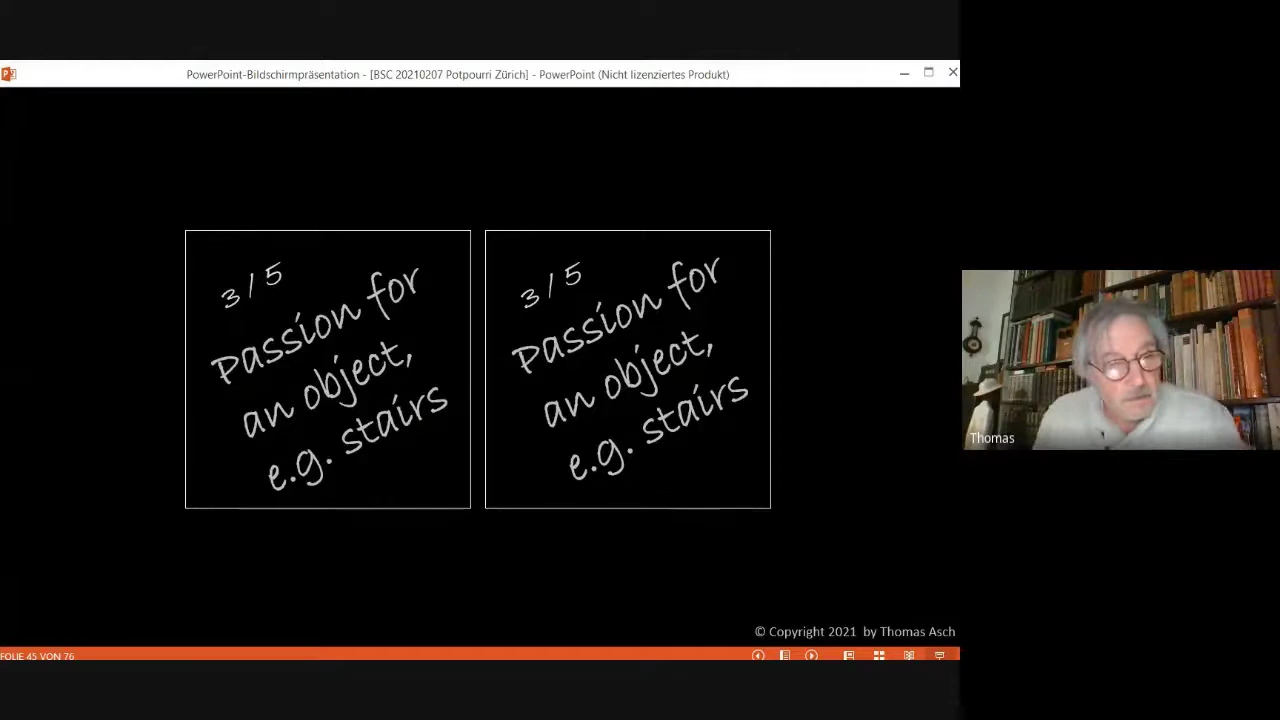 PowerPoint-Bildschirmpräsentation - [BSC 20210207 Potpourri Zürich] - PowerPoint (Nicht lizenziertes Produkt)
3/5
Passion for
an object,
e.g. stairs
3/5
Passion for
an object,
e.g. stairs
Thomas
© Copyright 2021 by Thomas Asch
FOLIE 45 VON 76